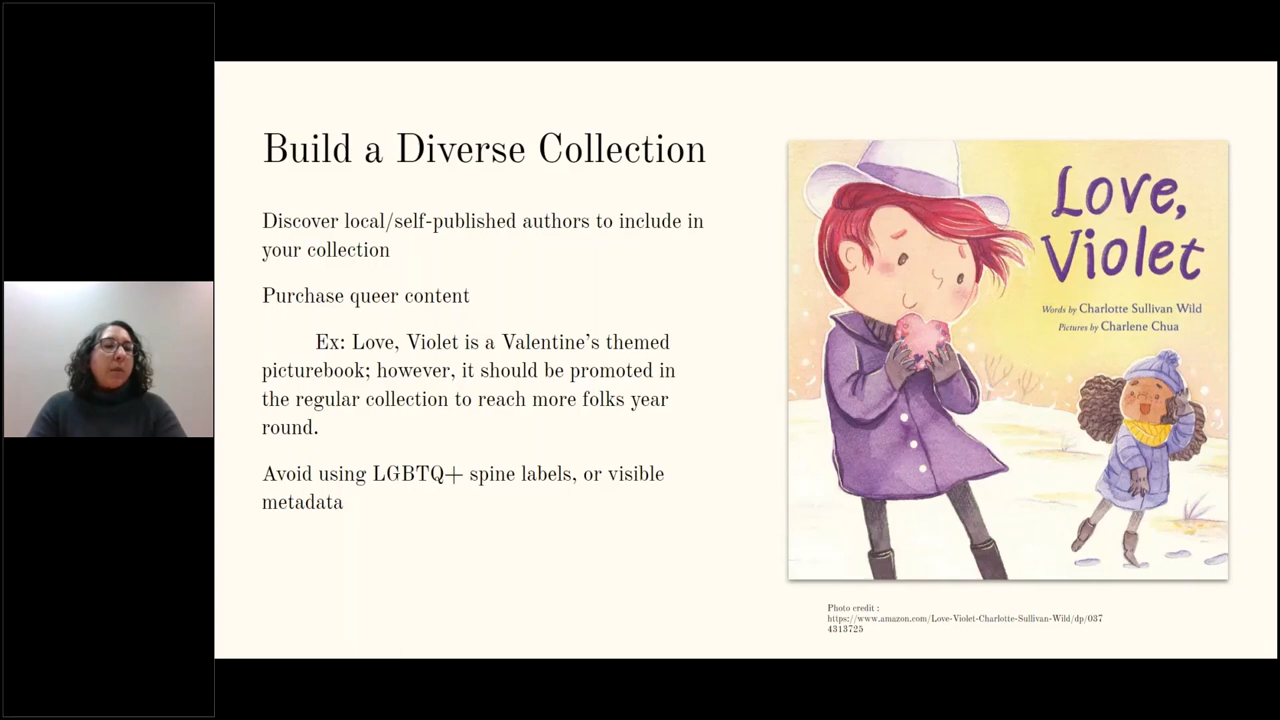 Build a Diverse Collection
Discover local/self-published authors to include in
your collection
Purchase queer content
Ex: Love, Violet is a Valentine's themed
picturebook; however, it should be promoted in
the regular collection to reach more folks year
round.
Avoid using LGBTQ+ spine labels, or visible
metadata
Love,
Violet
Words by Charlotte Sullivan Wild
Pictures by Charlene Chua
Photo credit :
https://www.amazon.com/Love-Violet-Charlotte-Sullivan-Wild/dp/037
4313725